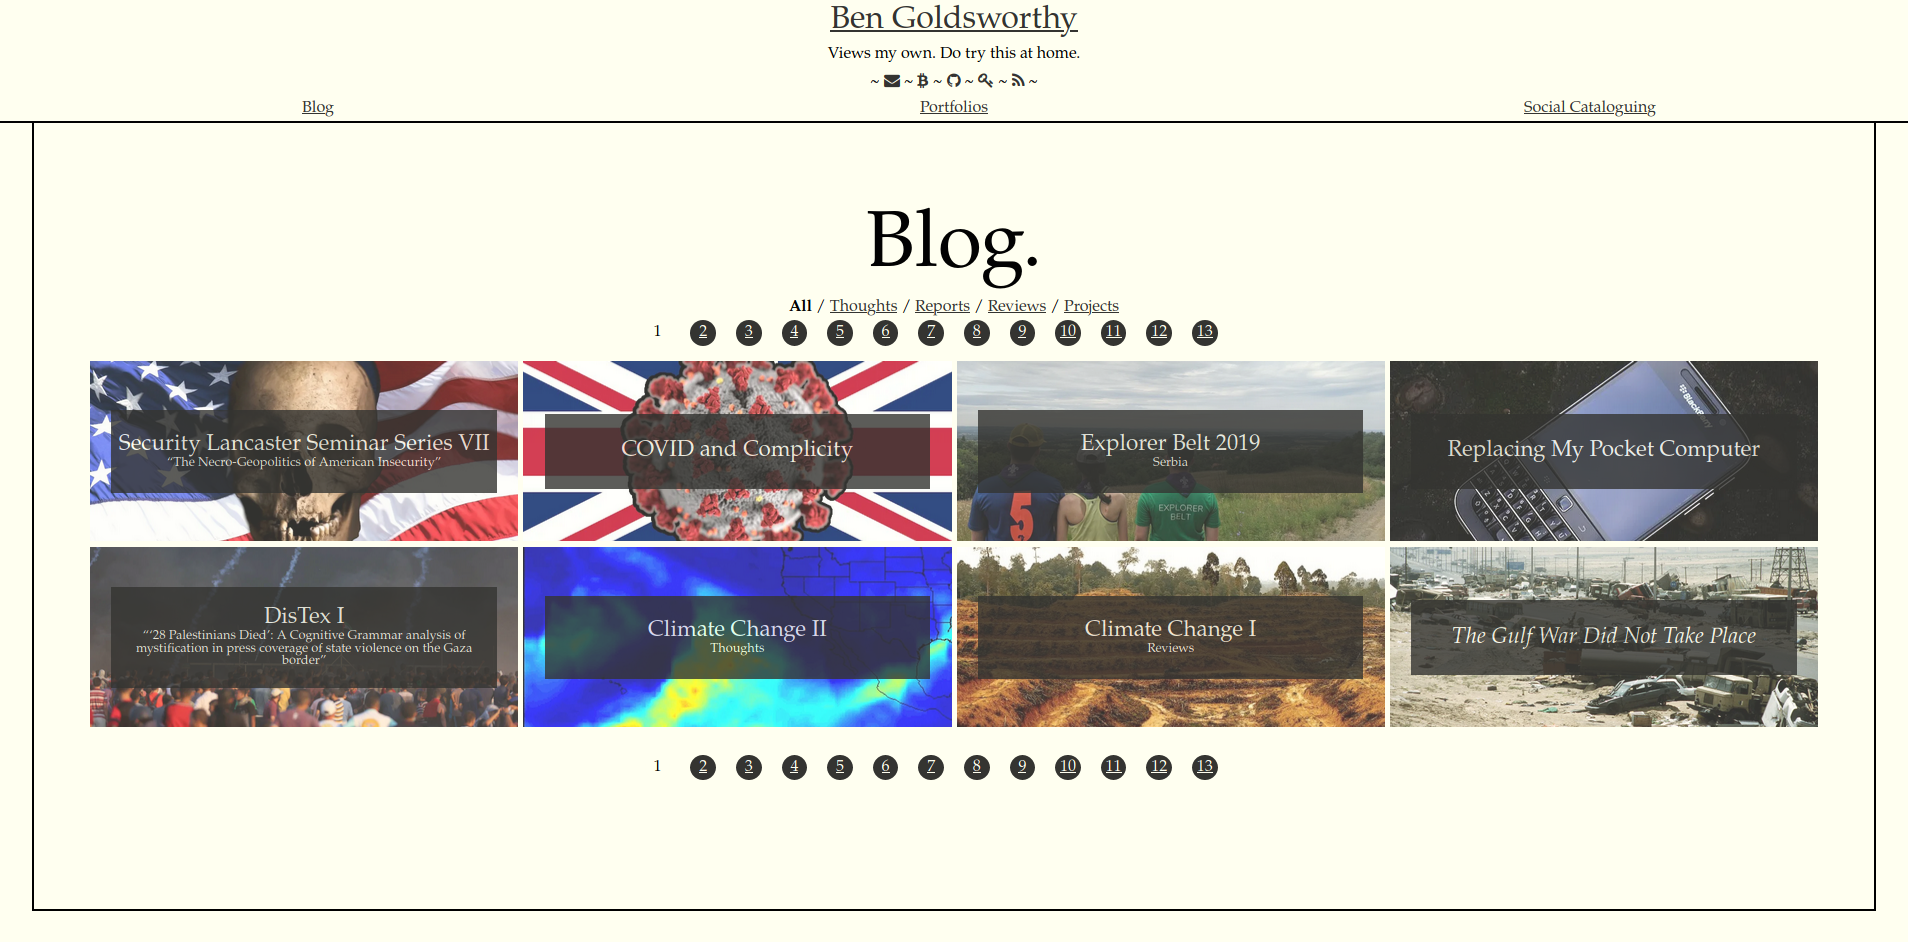 Ben Goldsworthy
Views my own. Do try this at home.
~ ~ ~ ~ ~ ~
Blog Portfolios Social Cataloguing
Blog.
All / Thoughts / Reports / Reviews / Projects
1 2 3 4 5 6 7 8 9 10 11 12 13
Security Lancaster Seminar Series VII
“The Necro-Geopolitics of American Insecurity”
COVID and Complicity
Explorer Belt 2019
Serbia
5
EXPLORER
BELT
Replacing My Pocket Computer
BlackBerry
DisTex I
“‘28 Palestinians Died’: A Cognitive Grammar analysis of
mystification in press coverage of state violence on the Gaza
border”
Climate Change II
Thoughts
Climate Change I
Reviews
The Gulf War Did Not Take Place
1 2 3 4 5 6 7 8 9 10 11 12 13